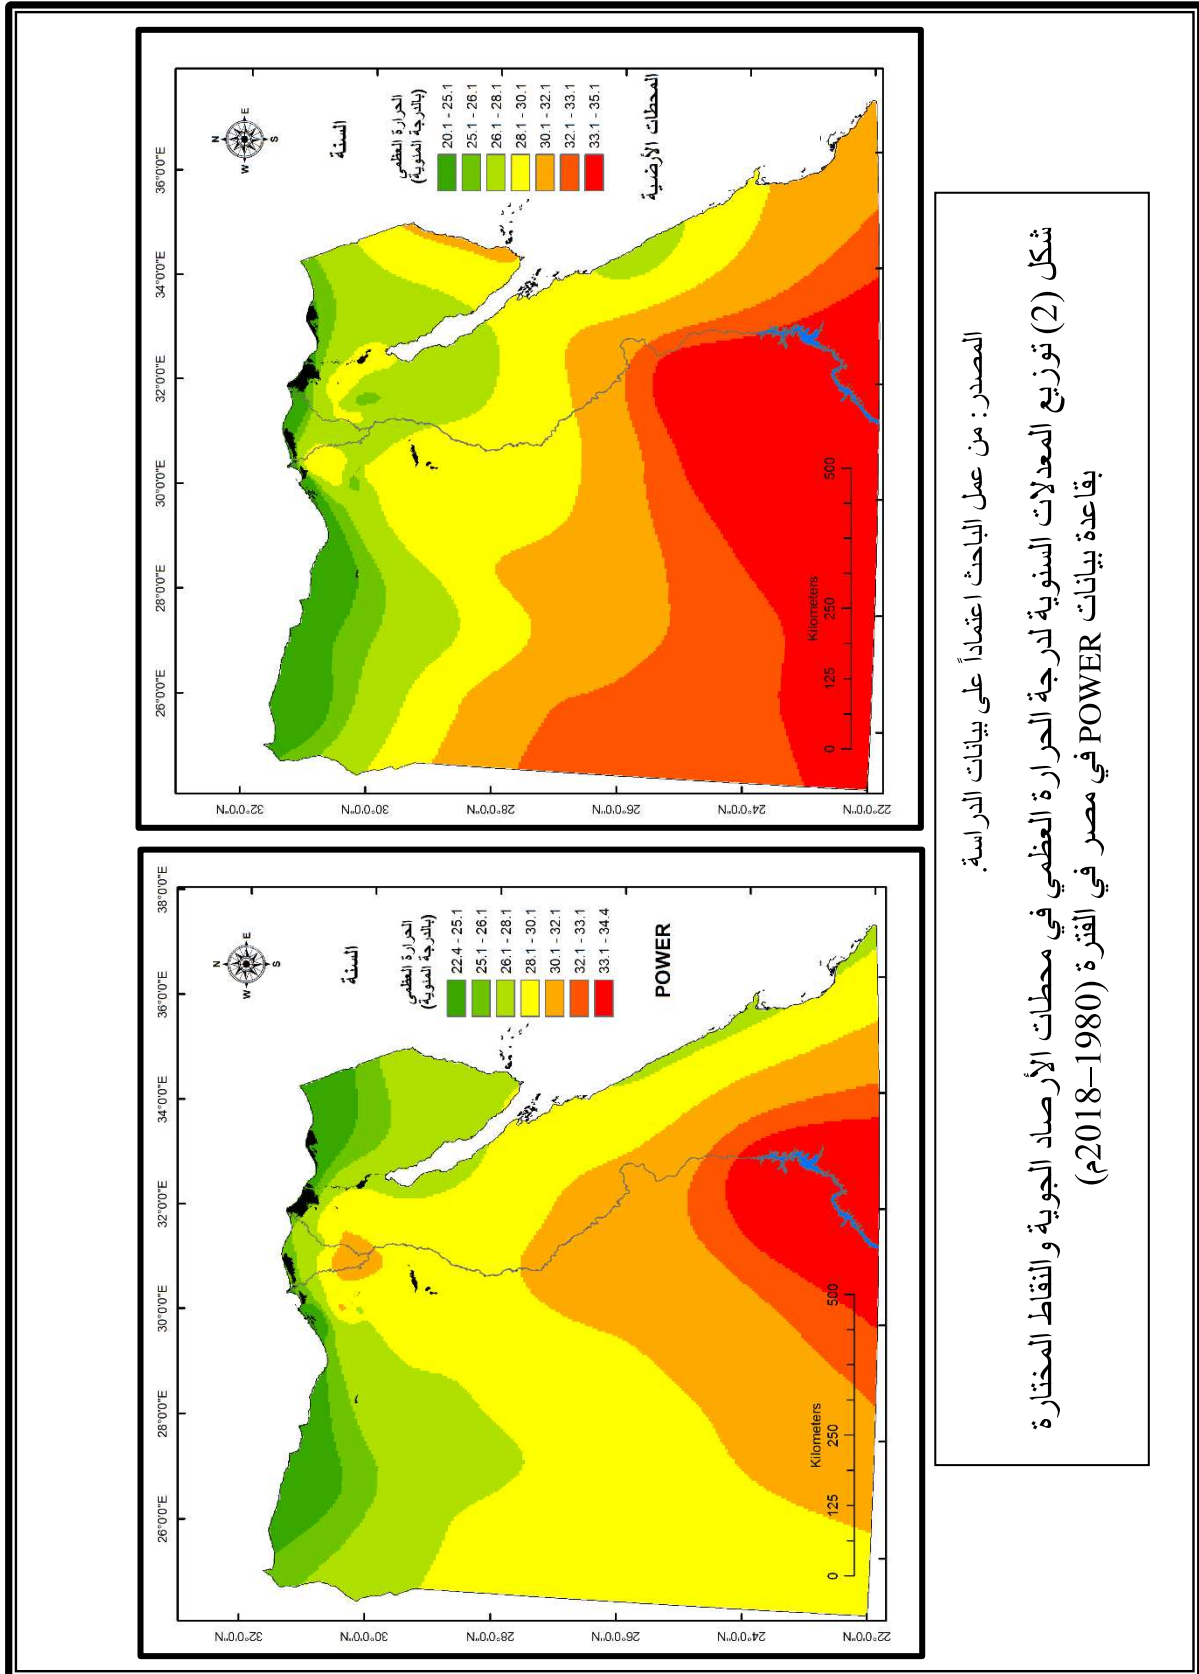 36°0'0"E
34°0'0"E
32°0'0"E
30°0'0"E
28°0'0"E
26°0'0"E
32°0'0"N
30°0'0"N
28°0'0"N
26°0'0"N
24°0'0"N
22°0'0"N
N
E
S
W
السنة
الحرارة العظمى
(بالدرجة المئوية)
20.1 - 25.1
25.1 - 26.1
26.1 - 28.1
28.1 - 30.1
30.1 - 32.1
32.1 - 33.1
33.1 - 35.1
المحطات الأرضية
Kilometers
0 125 250 500
38°0'0"E
36°0'0"E
34°0'0"E
32°0'0"E
30°0'0"E
28°0'0"E
26°0'0"E
32°0'0"N
30°0'0"N
28°0'0"N
26°0'0"N
24°0'0"N
22°0'0"N
N
E
S
W
السنة
الحرارة العظمى
(بالدرجة المئوية)
22.4 - 25.1
25.1 - 26.1
26.1 - 28.1
28.1 - 30.1
30.1 - 32.1
32.1 - 33.1
33.1 - 34.4
POWER
Kilometers
0 125 250 500
المصدر: من عمل الباحث اعتماداً على بيانات الدراسة.
شكل (2) توزيع المعدلات السنوية لدرجة الحرارة العظمي في محطات الأرصاد الجوية والنقاط المختارة
بقاعدة بيانات POWER في مصر في الفترة (1980–2018م)